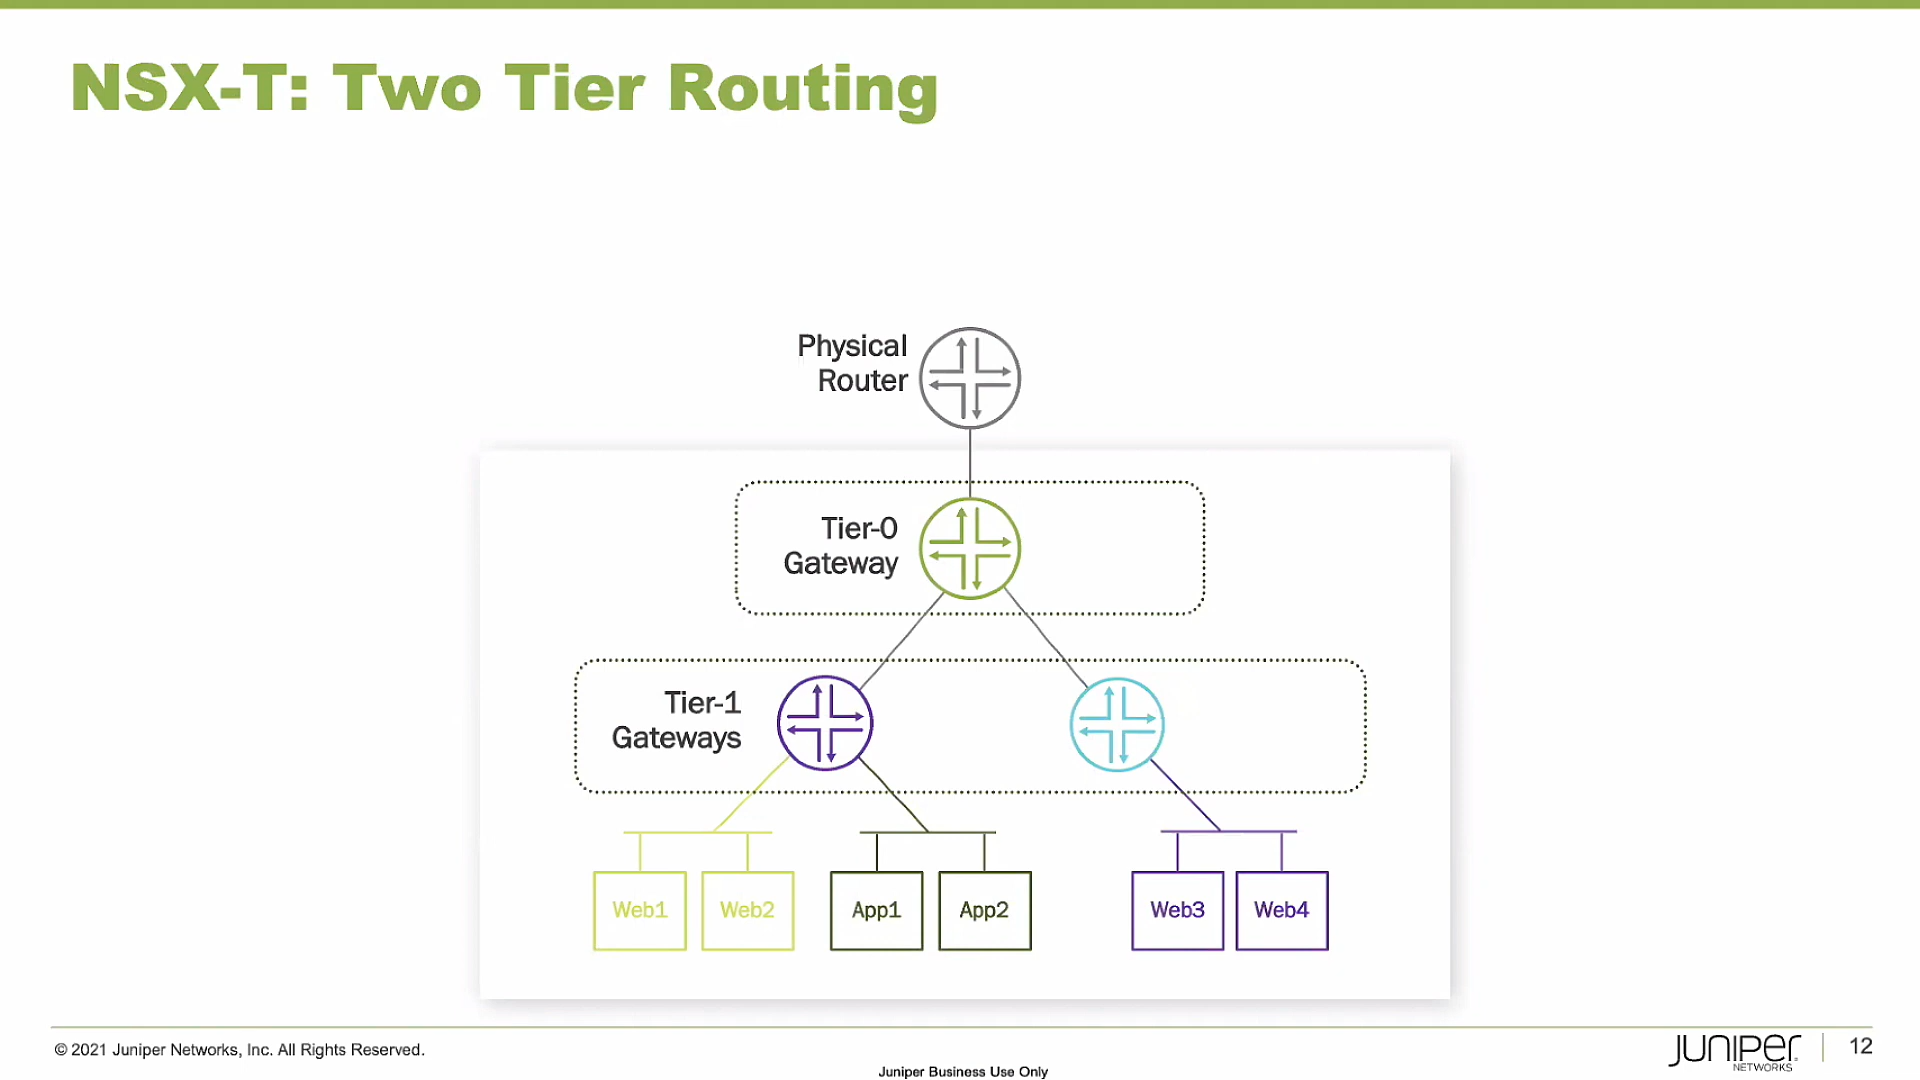 NSX-T: Two Tier Routing
Physical
Router
Tier-0
Gateway
Tier-1
Gateways
Web1
Web2
App1
App2
Web3
Web4
© 2021 Juniper Networks, Inc. All Rights Reserved.
Juniper
NETWORKS
12
Juniper Business Use Only